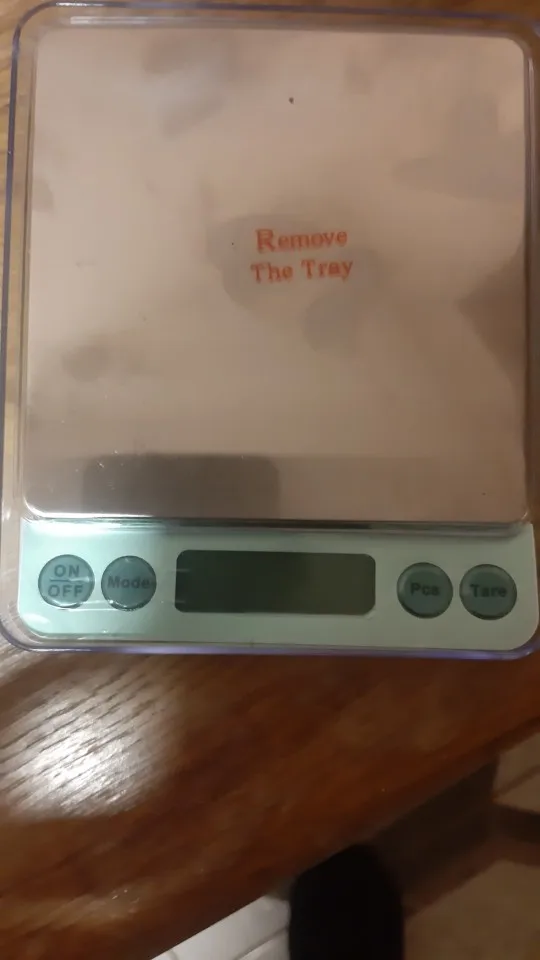 Remove
The Tray
ON
OFF
Mode
Pcs
Tare